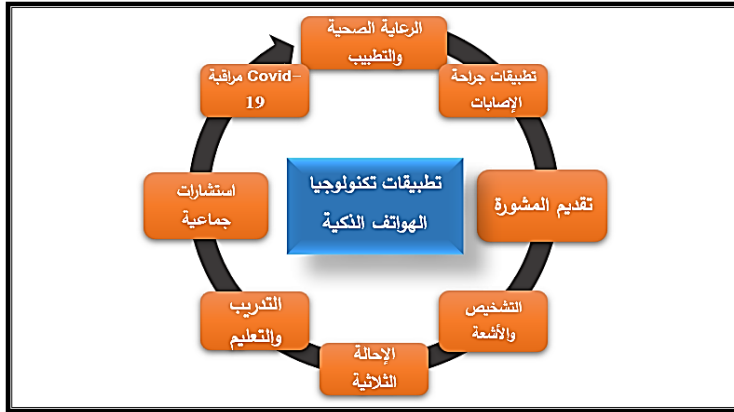 الرعاية الصحية
والتطبيب
تطبيقات جراحة
الإصابات
تقديم المشورة
التشخيص
والأشعة
الإحالة
الثلاثية
التدريب
والتعليم
استشارات
جماعية
مراقبة Covid–
19
تطبيقات تكنولوجيا
الهواتف الذكية